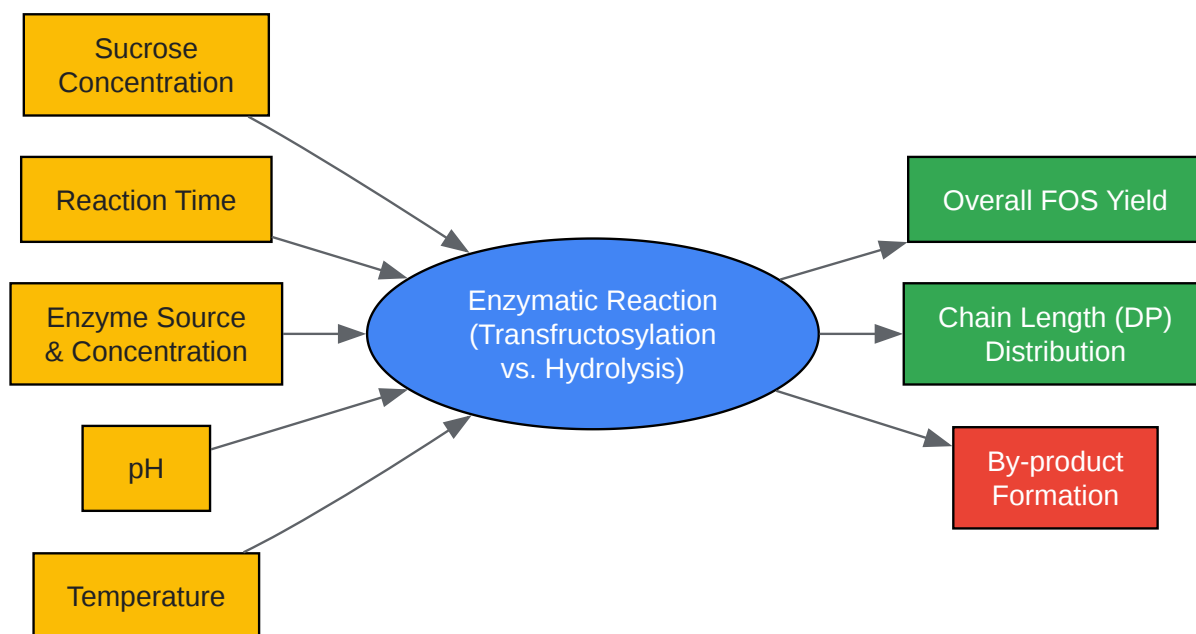 Sucrose
Concentration
Reaction Time
Enzyme Source
& Concentration
pH
Temperature
Enzymatic Reaction
(Transfructosylation
vs. Hydrolysis)
Overall FOS Yield
Chain Length (DP)
Distribution
By-product
Formation